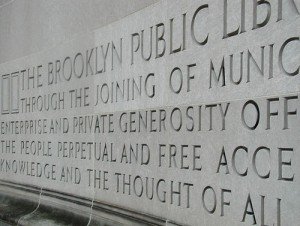 THE BROOKLYN PUBLIC LIBR
THROUGH THE JOINING OF MUNIC
ENTERPRISE AND PRIVATE GENEROSITY OFF
THE PEOPLE PERPETUAL AND FREE ACCE
KNOWLEDGE AND THE THOUGHT OF ALL